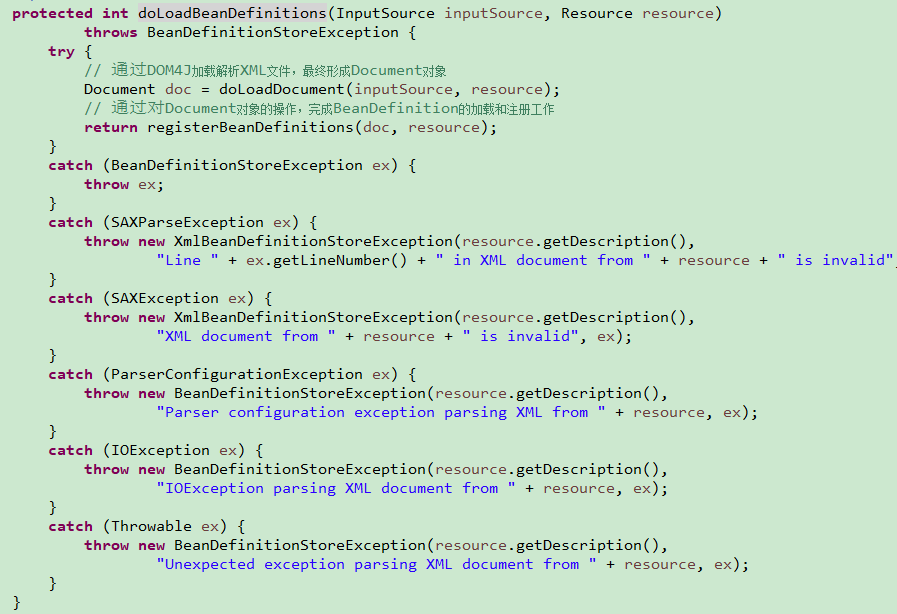 protected int doLoadBeanDefinitions(InputSource inputSource, Resource resource)
        throws BeanDefinitionStoreException {
    try {
        // 通过DOM4J加载解析XML文件，最终形成Document对象
        Document doc = doLoadDocument(inputSource, resource);
        // 通过对Document对象的操作，完成BeanDefinition的加载和注册工作
        return registerBeanDefinitions(doc, resource);
    }
    catch (BeanDefinitionStoreException ex) {
        throw ex;
    }
    catch (SAXParseException ex) {
        throw new XmlBeanDefinitionStoreException(resource.getDescription(),
                "Line " + ex.getLineNumber() + " in XML document from " + resource + " is invalid",
    }
    catch (SAXException ex) {
        throw new XmlBeanDefinitionStoreException(resource.getDescription(),
                "XML document from " + resource + " is invalid", ex);
    }
    catch (ParserConfigurationException ex) {
        throw new BeanDefinitionStoreException(resource.getDescription(),
                "Parser configuration exception parsing XML from " + resource, ex);
    }
    catch (IOException ex) {
        throw new BeanDefinitionStoreException(resource.getDescription(),
                "IOException parsing XML document from " + resource, ex);
    }
    catch (Throwable ex) {
        throw new BeanDefinitionStoreException(resource.getDescription(),
                "Unexpected exception parsing XML document from " + resource, ex);
    }
}